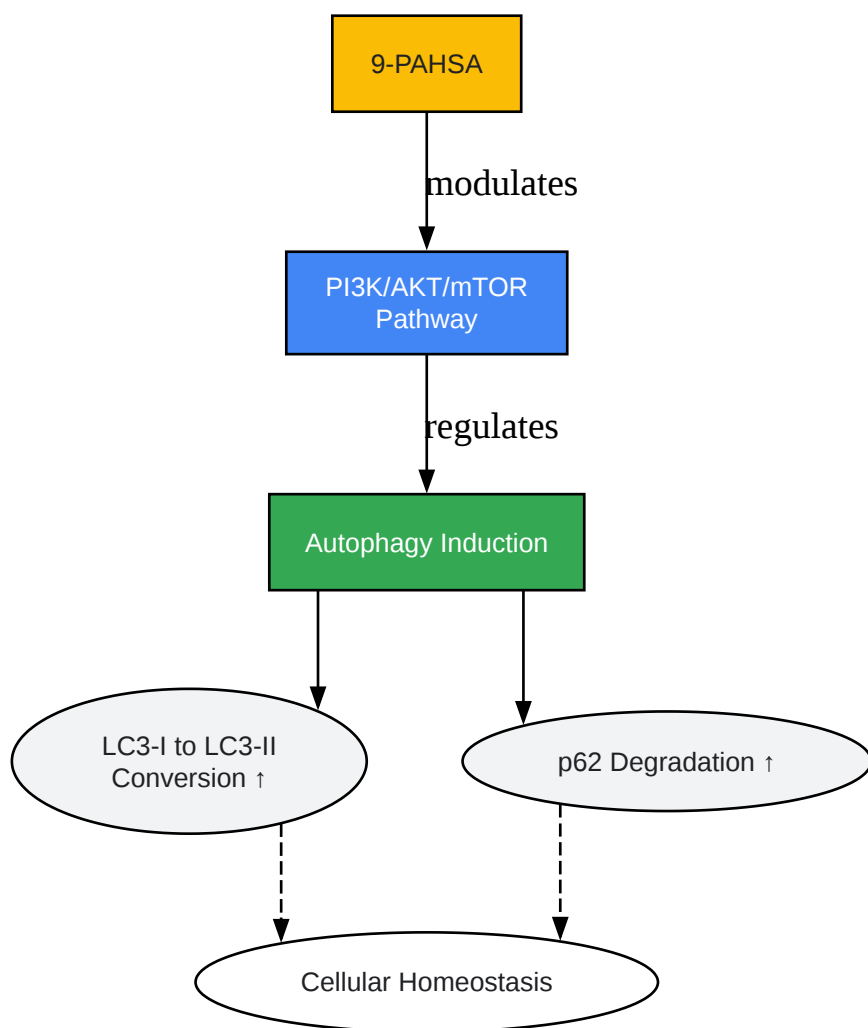 9-PAHSA
modulates
PI3K/AKT/mTOR
Pathway
regulates
Autophagy Induction
LC3-I to LC3-II
Conversion ↑
p62 Degradation ↑
Cellular Homeostasis